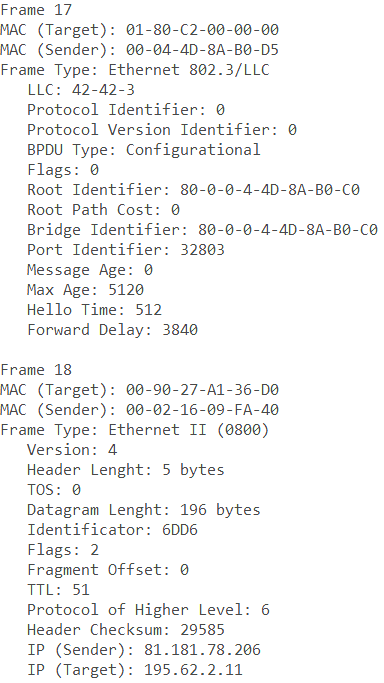 Frame 17
MAC (Target): 01-80-C2-00-00-00
MAC (Sender): 00-04-4D-8A-B0-D5
Frame Type: Ethernet 802.3/LLC
LLC: 42-42-3
Protocol Identifier: 0
Protocol Version Identifier: 0
BPDU Type: Configurational
Flags: 0
Root Identifier: 80-0-0-4-4D-8A-B0-C0
Root Path Cost: 0
Bridge Identifier: 80-0-0-4-4D-8A-B0-C0
Port Identifier: 32803
Message Age: 0
Max Age: 5120
Hello Time: 512
Forward Delay: 3840
Frame 18
MAC (Target): 00-90-27-A1-36-D0
MAC (Sender): 00-02-16-09-FA-40
Frame Type: Ethernet II (0800)
Version: 4
Header Lenght: 5 bytes
TOS: 0
Datagram Lenght: 196 bytes
Identificator: 6DD6
Flags: 2
Fragment Offset: 0
TTL: 51
Protocol of Higher Level: 6
Header Checksum: 29585
IP (Sender): 81.181.78.206
IP (Target): 195.62.2.11